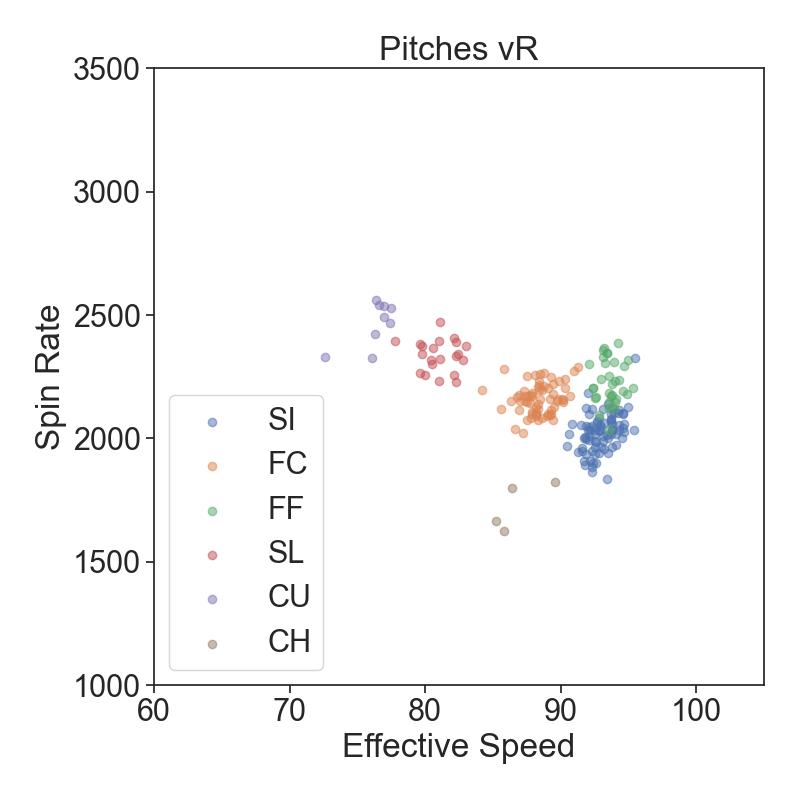 Pitches vR
3500
3000
2500
2000
1500
1000
Spin Rate
SI
FC
FF
SL
CU
CH
60 70 80 90 100
Effective Speed